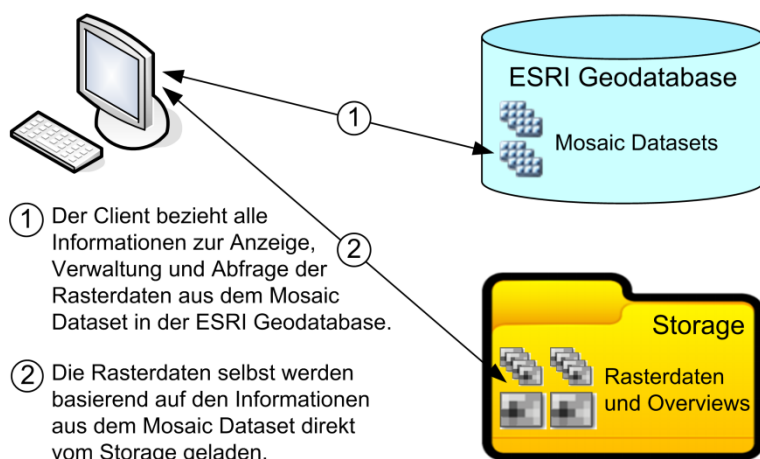 ESRI Geodatabase
Mosaic Datasets
1
2
1 Der Client bezieht alle
Informationen zur Anzeige,
Verwaltung und Abfrage der
Rasterdaten aus dem Mosaic
Dataset in der ESRI Geodatabase.
2 Die Rasterdaten selbst werden
basierend auf den Informationen
aus dem Mosaic Dataset direkt
vom Storage geladen.
Storage
Rasterdaten
und Overviews